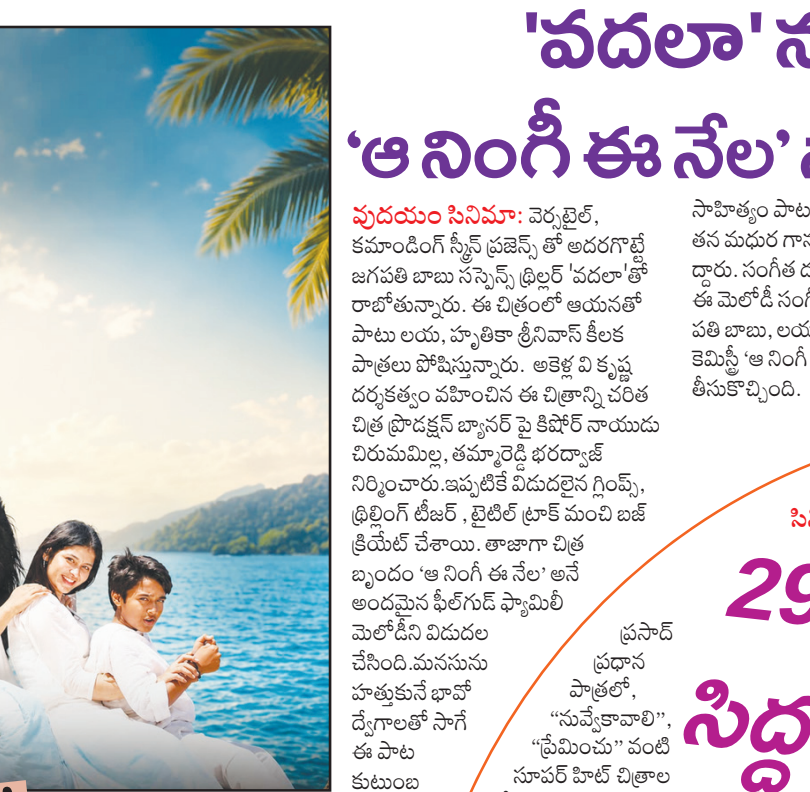 'వదలా'
‘ఆ నింగీ ఈ నేల’
వుదయం సినిమా: వెర్సటైల్,
కమాండింగ్ స్క్రీన్ ప్రజెన్స్ తో అదరగొట్టే
జగపతి బాబు సస్పెన్స్ థ్రిల్లర్ 'వదలా'తో
రాబోతున్నారు. ఈ చిత్రంలో ఆయనతో
పాటు లయ, హృతికా శ్రీనివాస్ కీలక
పాత్రలు పోషిస్తున్నారు. అకెళ్ల వి కృష్ణ
దర్శకత్వం వహించిన ఈ చిత్రాన్ని చరిత
చిత్ర ప్రొడక్షన్ బ్యానర్ పై కిషోర్ నాయుడు
చిరుమమిల్ల, తమ్మారెడ్డి భరద్వాజ్
నిర్మించారు.ఇప్పటికే విడుదలైన గ్లింప్స్,
థ్రిల్లింగ్ టీజర్ , టైటిల్ ట్రాక్ మంచి బజ్
క్రియేట్ చేశాయి. తాజాగా చిత్ర
బృందం ‘ఆ నింగీ ఈ నేల’ అనే
అందమైన ఫీల్‌గుడ్ ఫ్యామిలీ
మెలోడీని విడుదల
చేసింది.మనసును
హత్తుకునే భావో
ద్వేగాలతో సాగే
ఈ పాట
కుటుంబ
సాహిత్యం పాట
తన మధుర గాన
ద్దారు. సంగీత ద
ఈ మెలోడీ సంగీ
పతి బాబు, లయ
కెమిస్ట్రీ ‘ఆ నింగీ
తీసుకొచ్చింది.
ప్రసాద్
ప్రధాన
పాత్రలో,
“నువ్వేకావాలి”,
“ప్రేమించు” వంటి
సూపర్ హిట్ చిత్రాల
29
సిద్ధ